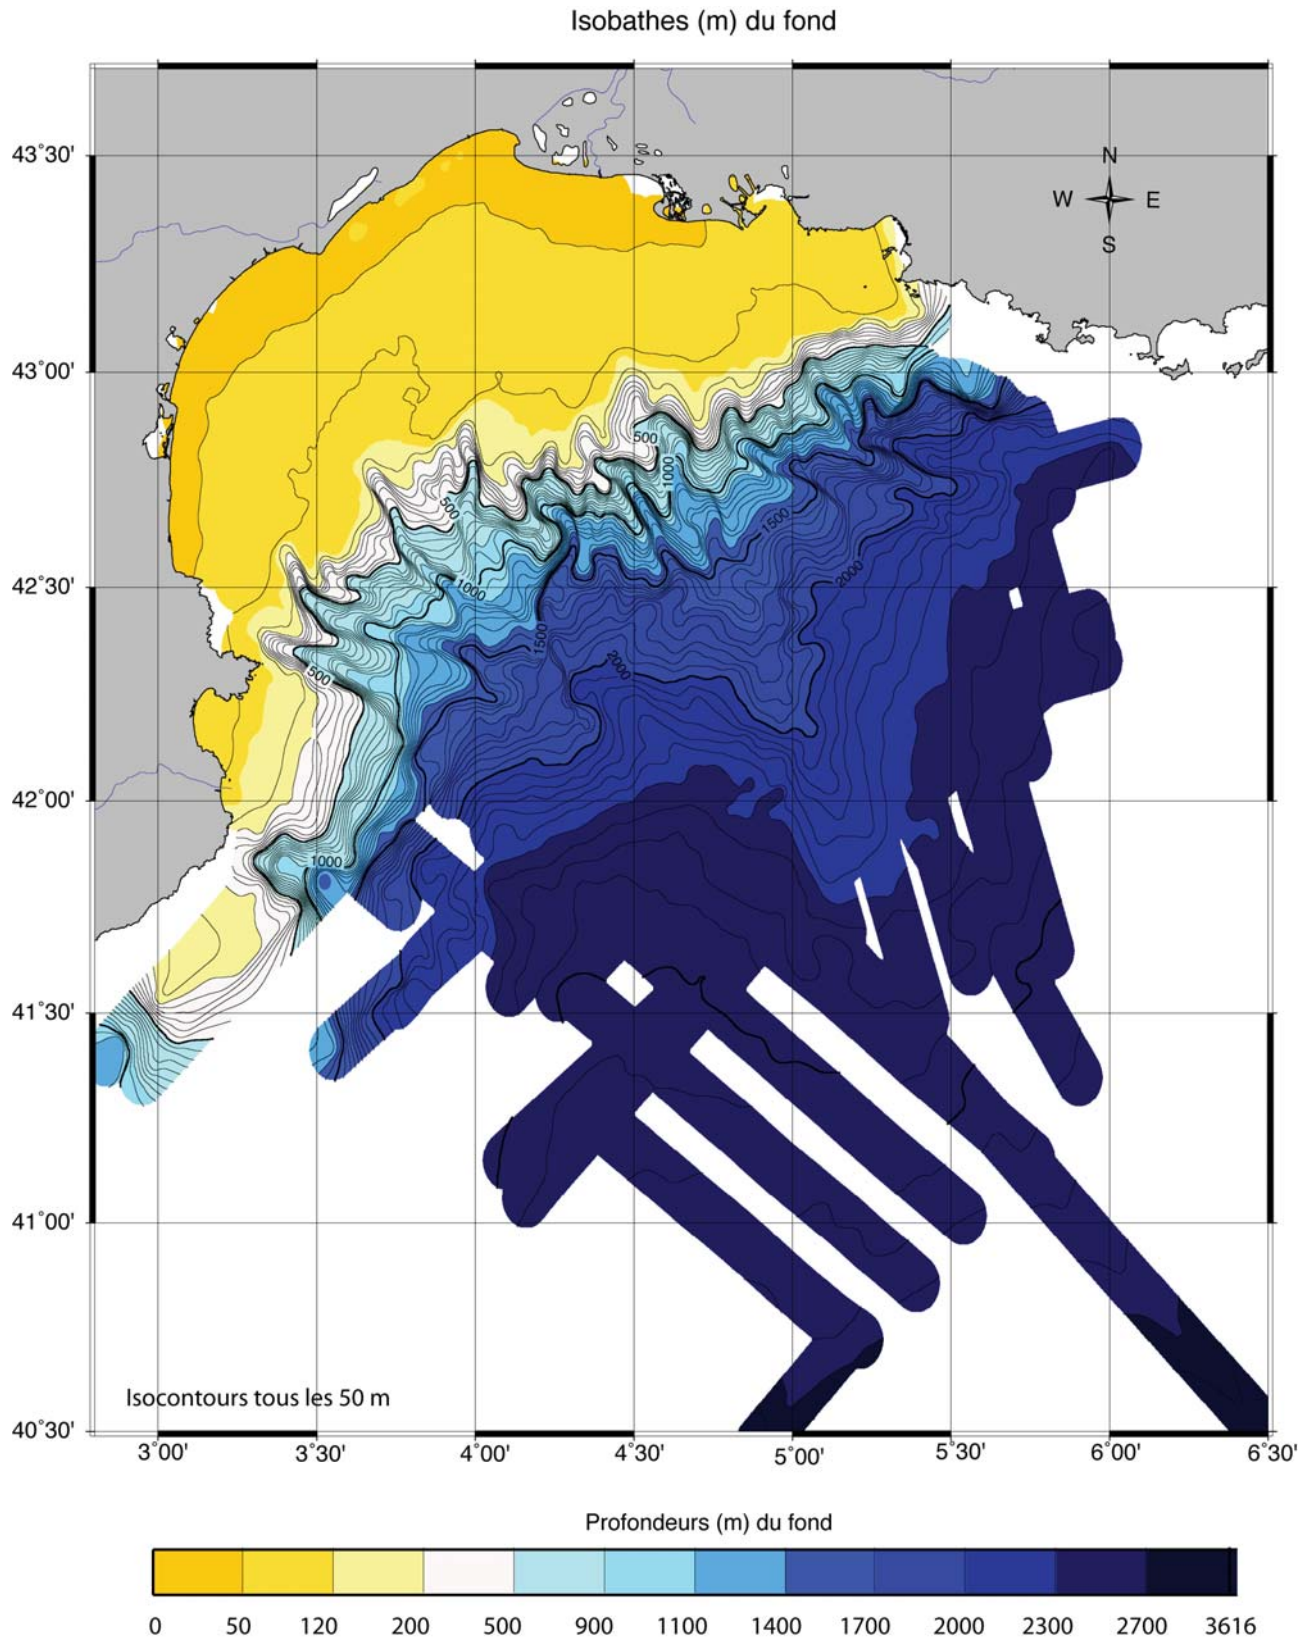 Isobathes (m) du fond
43˚30'
N
W E
S
43˚00'
500
1000
500
1500
1000
2000
42˚30'
1500
2000
500
42˚00'
1000
41˚30'
41˚00'
Isocontours tous les 50 m
40˚30'
3˚00' 3˚30' 4˚00' 4˚30' 5˚00' 5˚30' 6˚00' 6˚30'
Profondeurs (m) du fond
0 50 120 200 500 900 1100 1400 1700 2000 2300 2700 3616